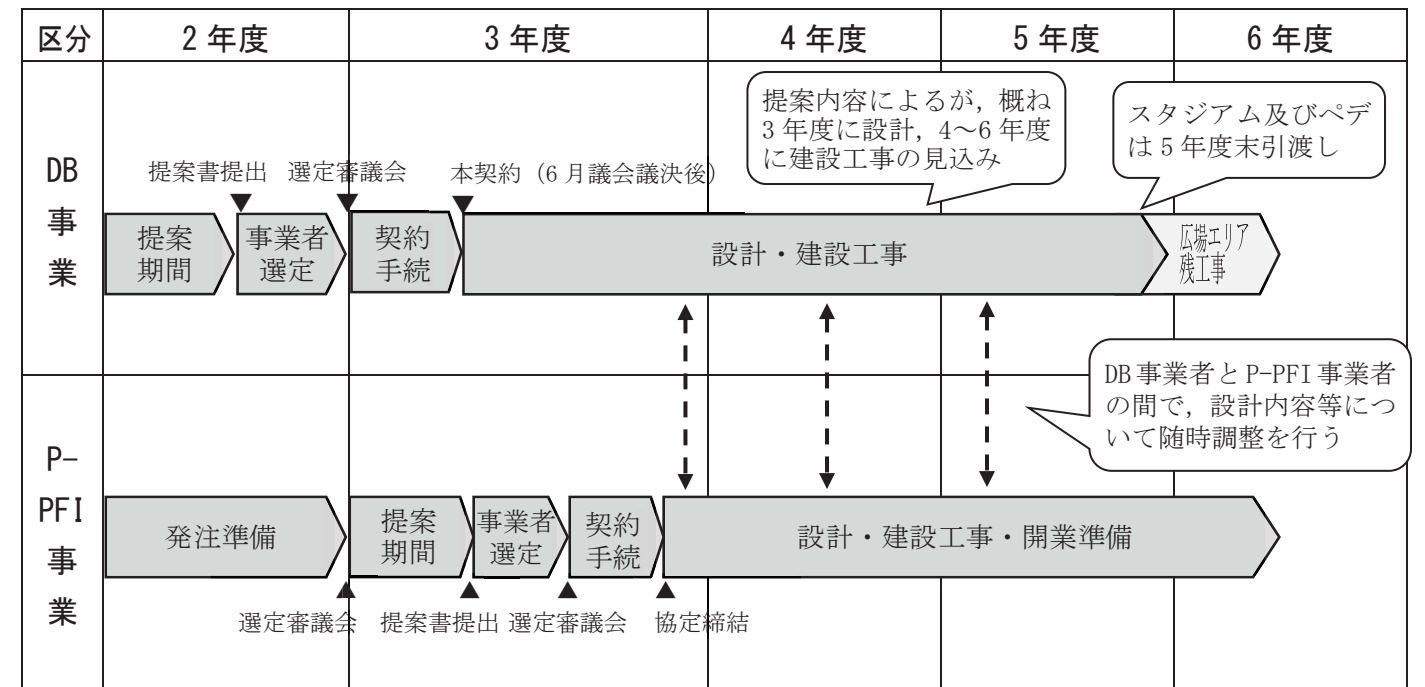 区分
2 年度
3 年度
4 年度
5 年度
6 年度
DB
事
業
提案内容によるが，概ね
3 年度に設計，4～6 年度
に建設工事の見込み
スタジアム及びペデ
は 5 年度末引渡し
提案書提出
選定審議会
本契約（6 月議会議決後）
提案
期間
事業者
選定
契約
手続
設計・建設工事
広場エリア
残工事
DB 事業者と P-PFI 事業者
の間で，設計内容等につ
いて随時調整を行う
P-
PFI
事
業
発注準備
提案
期間
事業者
選定
契約
手続
設計・建設工事・開業準備
選定審議会
提案書提出
選定審議会
協定締結